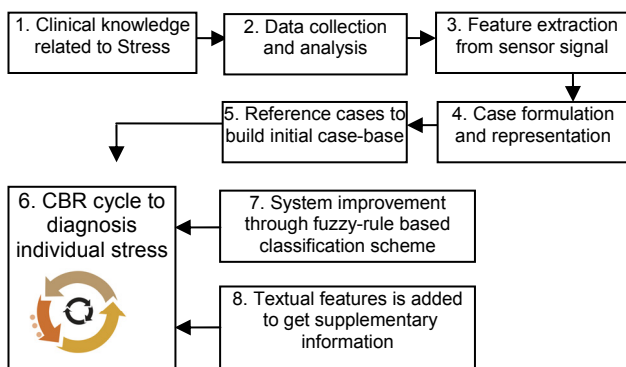 1. Clinical knowledge
related to Stress
2. Data collection
and analysis
3. Feature extraction
from sensor signal
4. Case formulation
and representation
5. Reference cases to
build initial case-base
6. CBR cycle to
diagnosis
individual stress
7. System improvement
through fuzzy-rule based
classification scheme
8. Textual features is added
to get supplementary
information